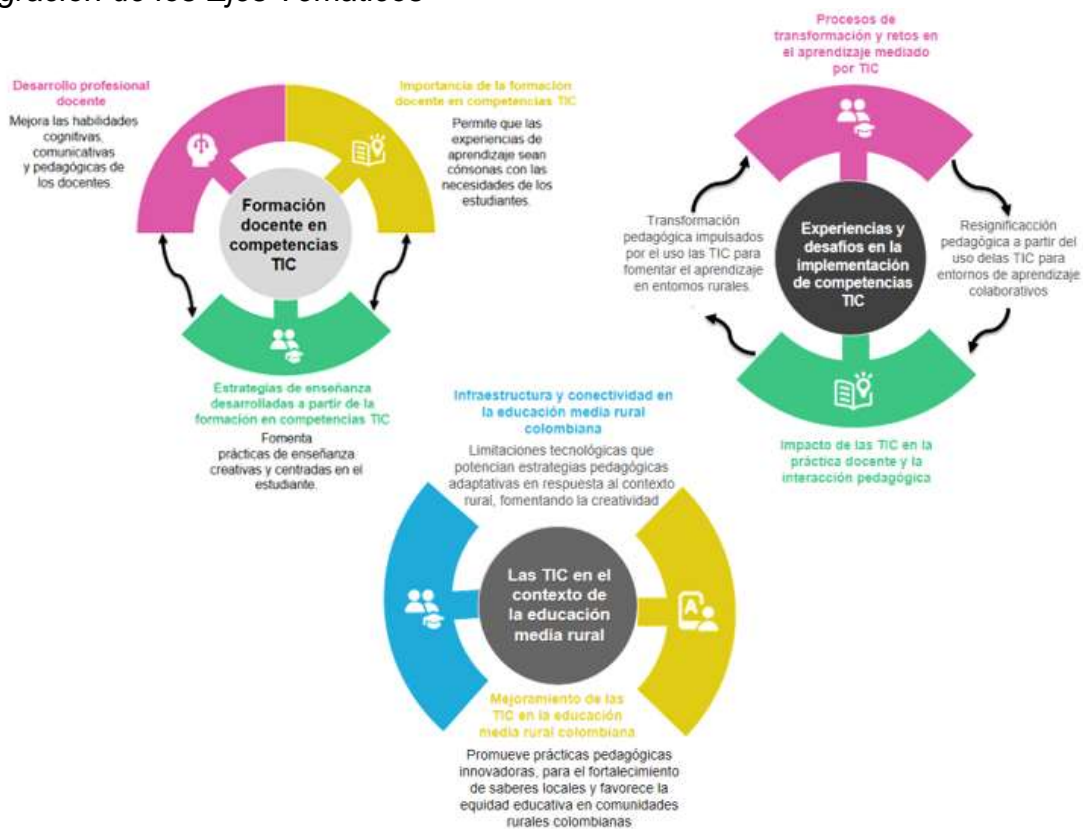 gración de los Ejes Temáticos
Desarrollo profesional
docente
Mejora las habilidades
cognitivas,
comunicativas
y pedagógicas de
los docentes.
Importancia de la formación
docente en competencias TIC
Permite que las
experiencias de
aprendizaje sean
cónsonas con las
necesidades de los
estudiantes.
Formación
docente en
competencias
TIC
Estrategias de enseñanza
desarrolladas a partir de la
formación en competencias TIC
Fomenta
prácticas de enseñanza
creativas y centradas en el
estudiante.
Procesos de
transformación y retos en
el aprendizaje mediado
por TIC
Transformación
pedagógica impulsados
por el uso las TIC para
fomentar el aprendizaje
en entornos rurales.
Experiencias y
desafíos en la
implementación
de competencias
TIC
Resignificacción
pedagógica a partir del
uso delas TIC para
entornos de aprendizaje
colaborativos
Impacto de las TIC en la
práctica docente y la
interacción pedagógica
Infraestructura y conectividad en
la educación media rural
colombiana
Limitaciones tecnológicas que
potencian estrategias pedagógicas
adaptativas en respuesta al contexto
rural, fomentando la creatividad
Las TIC en el
contexto de
la educación
media rural
A
Mejoramiento de las
TIC en la educación
media rural colombiana
Promueve prácticas pedagógicas
innovadoras, para el fortalecimiento
de saberes locales y favorece la
equidad educativa en comunidades
rurales colombianas